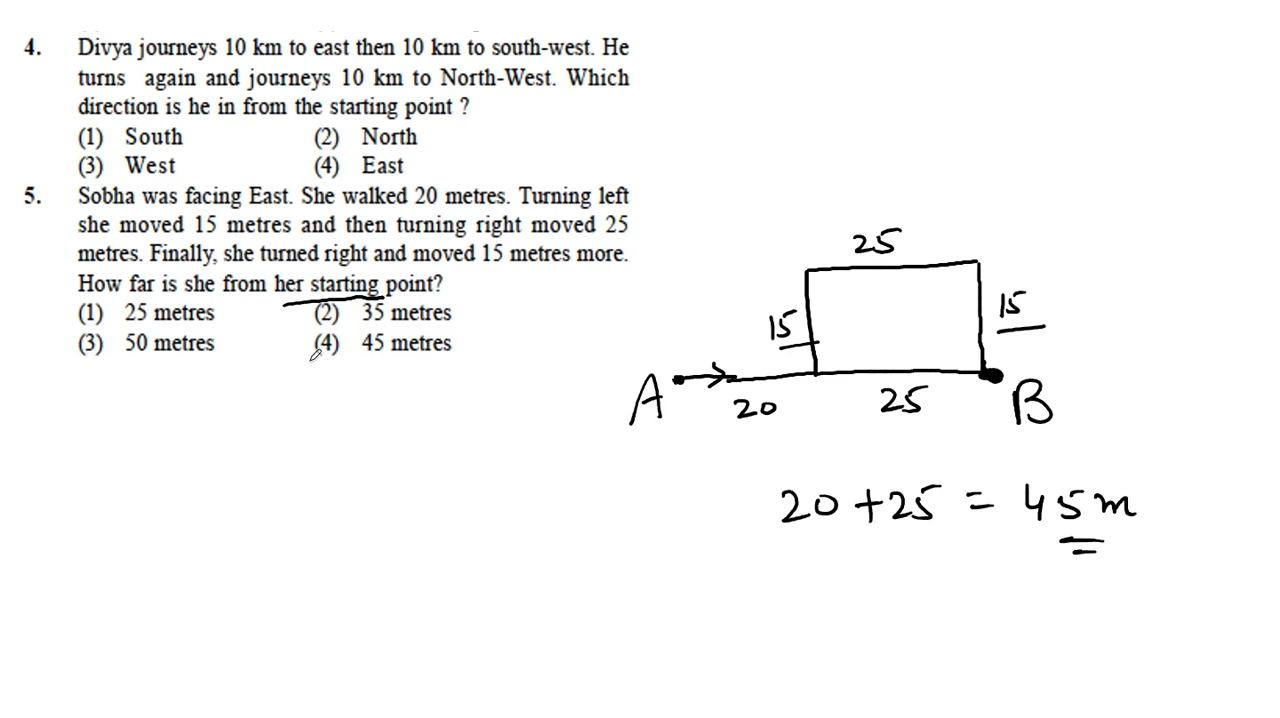 4. Divya journeys 10 km to east then 10 km to south-west. He
turns again and journeys 10 km to North-West. Which
direction is he in from the starting point ?
(1) South (2) North
(3) West (4) East
5. Sobha was facing East. She walked 20 metres. Turning left
she moved 15 metres and then turning right moved 25
metres. Finally, she turned right and moved 15 metres more.
How far is she from her starting point?
(1) 25 metres (2) 35 metres
(3) 50 metres (4) 45 metres
25
15 15
A 20 25 B
20 + 25 = 45m